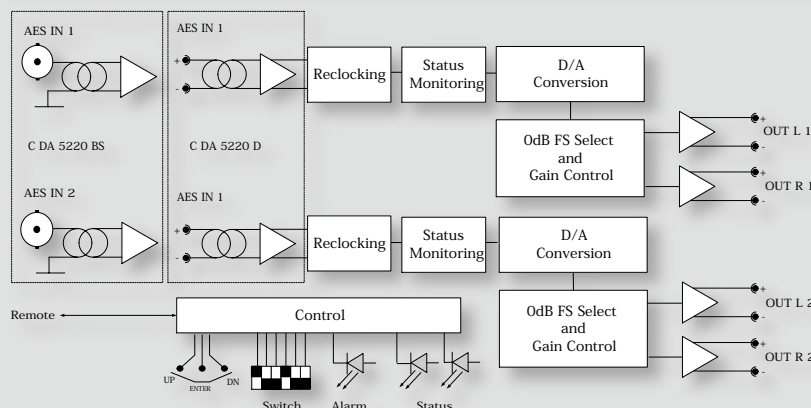 AES IN 1
AES IN 1
+
-
Reclocking
Status
Monitoring
D/A
Conversion
C DA 5220 BS
C DA 5220 D
0dB FS Select
and
Gain Control
+
OUT L 1
-
+
OUT R 1
-
AES IN 2
AES IN 1
+
-
Reclocking
Status
Monitoring
D/A
Conversion
0dB FS Select
and
Gain Control
+
OUT L 2
-
+
OUT R 2
-
Remote
Control
UP
ENTER
DN
Switch
Alarm
Status